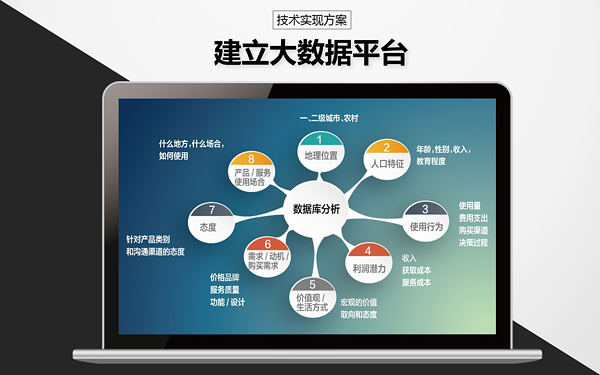 技术实现方案
建立大数据平台
一、二级城市、农村
1
地理位置
2
人口特征
年龄，性别，收入，
教育程度
3
使用行为
使用量
费用支出
购买渠道
决策过程
4
利润潜力
收入
获取成本
服务成本
5
价值观 /
生活方式
宏观的价值
取向和态度
6
需求 / 动机 /
购买需求
价格品牌
服务质量
功能 / 设计
7
态度
针对产品类别
和沟通渠道的态度
8
产品 / 服务
使用场合
什么地方，什么场合，
如何使用
数据库分析